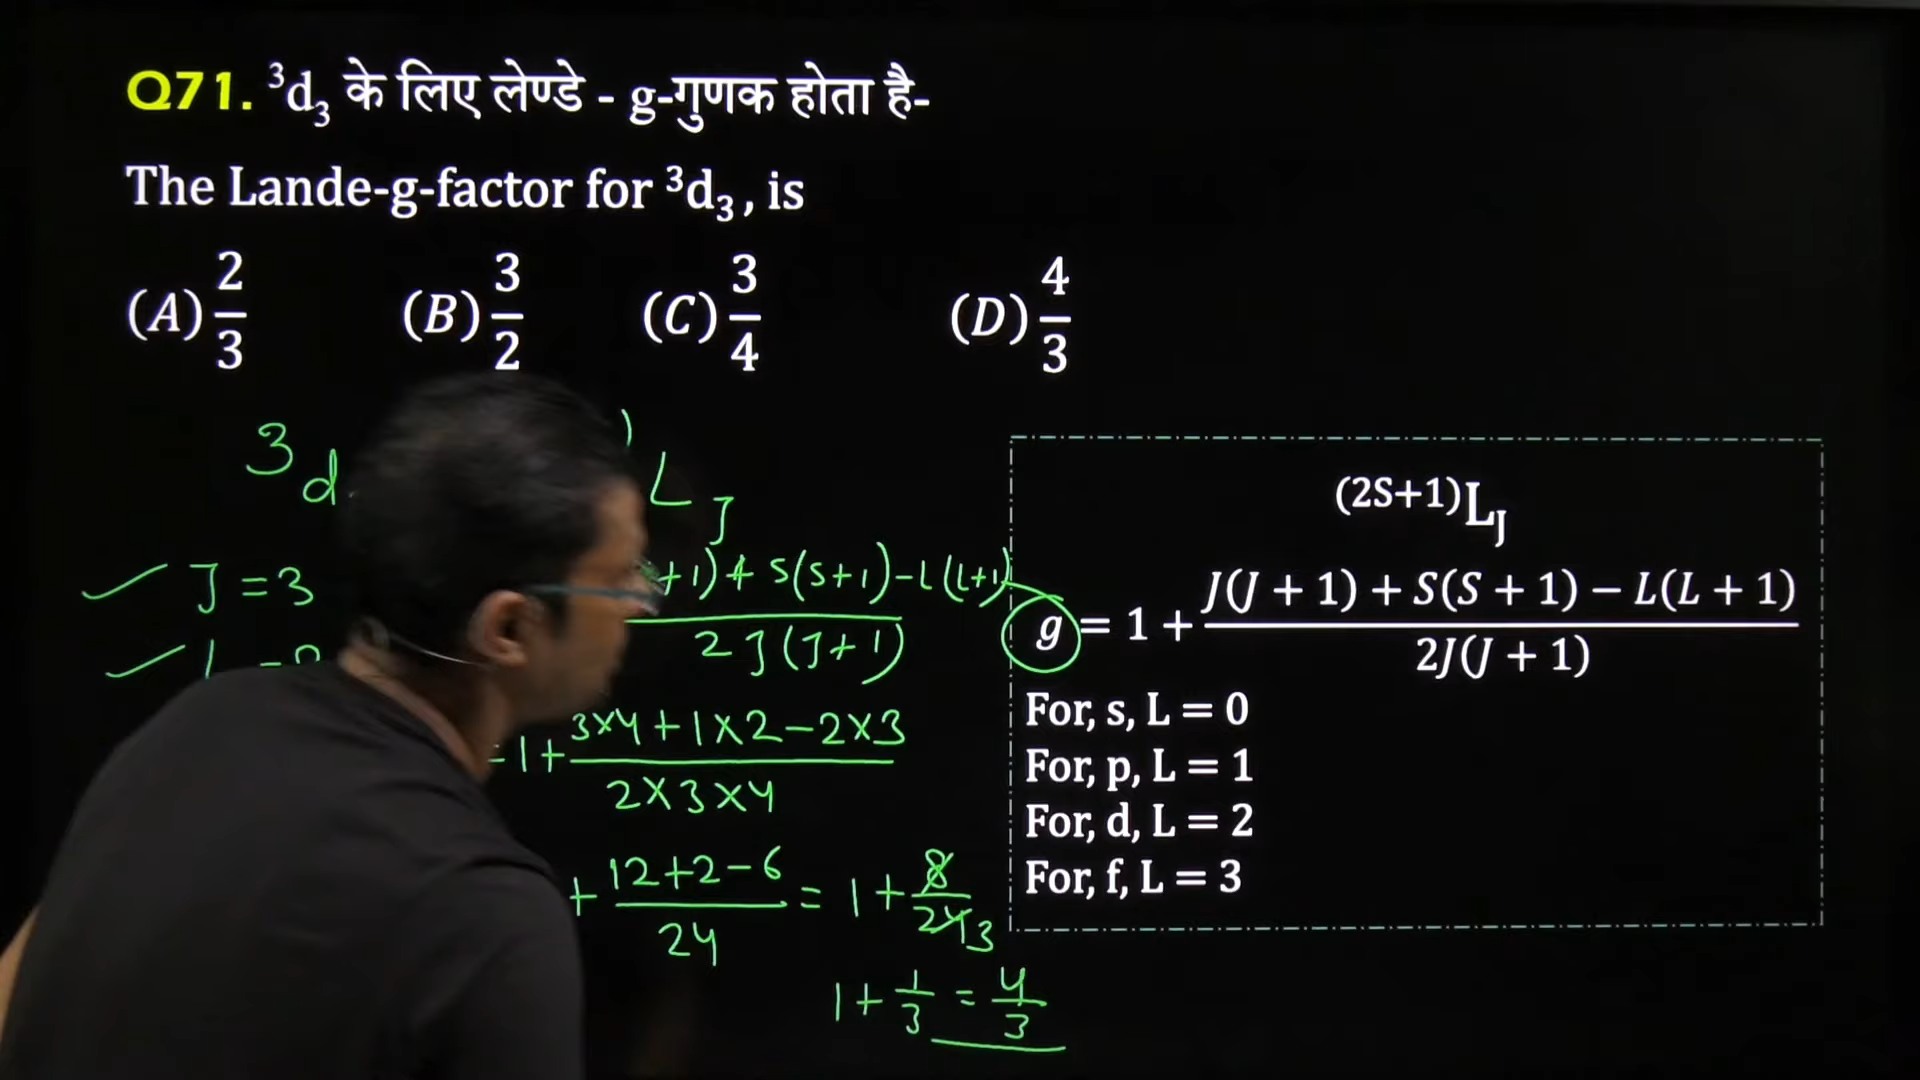 Q71. ³d₃ के लिए लेण्डे - g-गुणक होता है-
The Lande-g-factor for ³d₃, is
(A) 2/3 (B) 3/2 (C) 3/4 (D) 4/3
3 d L J
J = 3
+1) + S(S+1) - L(L+1)
2J(J+1)
= 1 + 3×4 + 1×2 - 2×3
2×3×4
+ 12+2-6 / 24 = 1 + 8/24 3
1 + 1/3 = 4/3
(2S+1)L_J
g = 1 + J(J + 1) + S(S + 1) − L(L + 1) / 2J(J + 1)
For, s, L = 0
For, p, L = 1
For, d, L = 2
For, f, L = 3